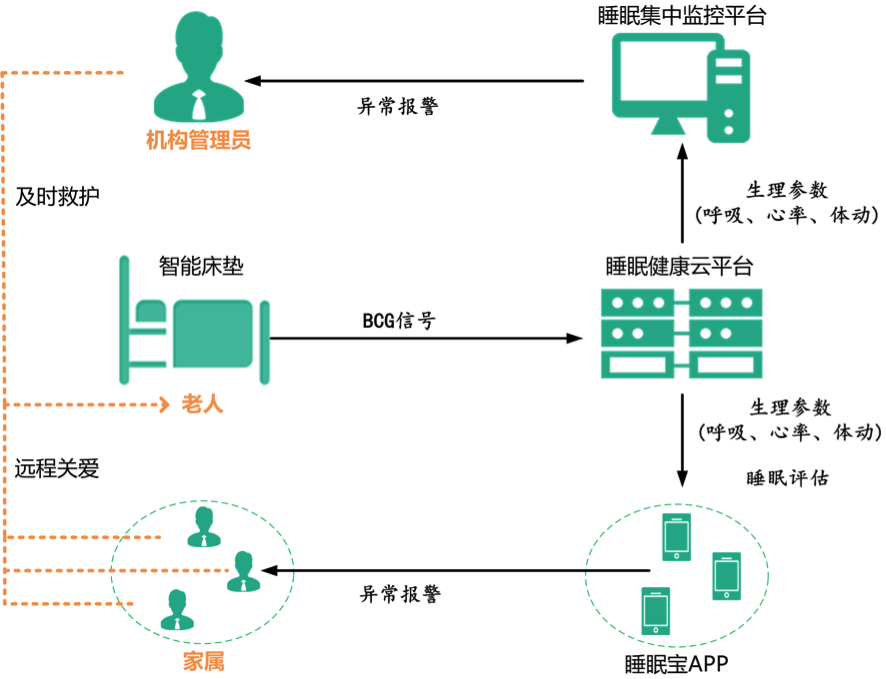 睡眠集中监控平台
异常报警
机构管理员
及时救护
生理参数
(呼吸、心率、体动)
智能床垫
睡眠健康云平台
BCG信号
老人
生理参数
(呼吸、心率、体动)
远程关爱
睡眠评估
异常报警
家属
睡眠宝APP